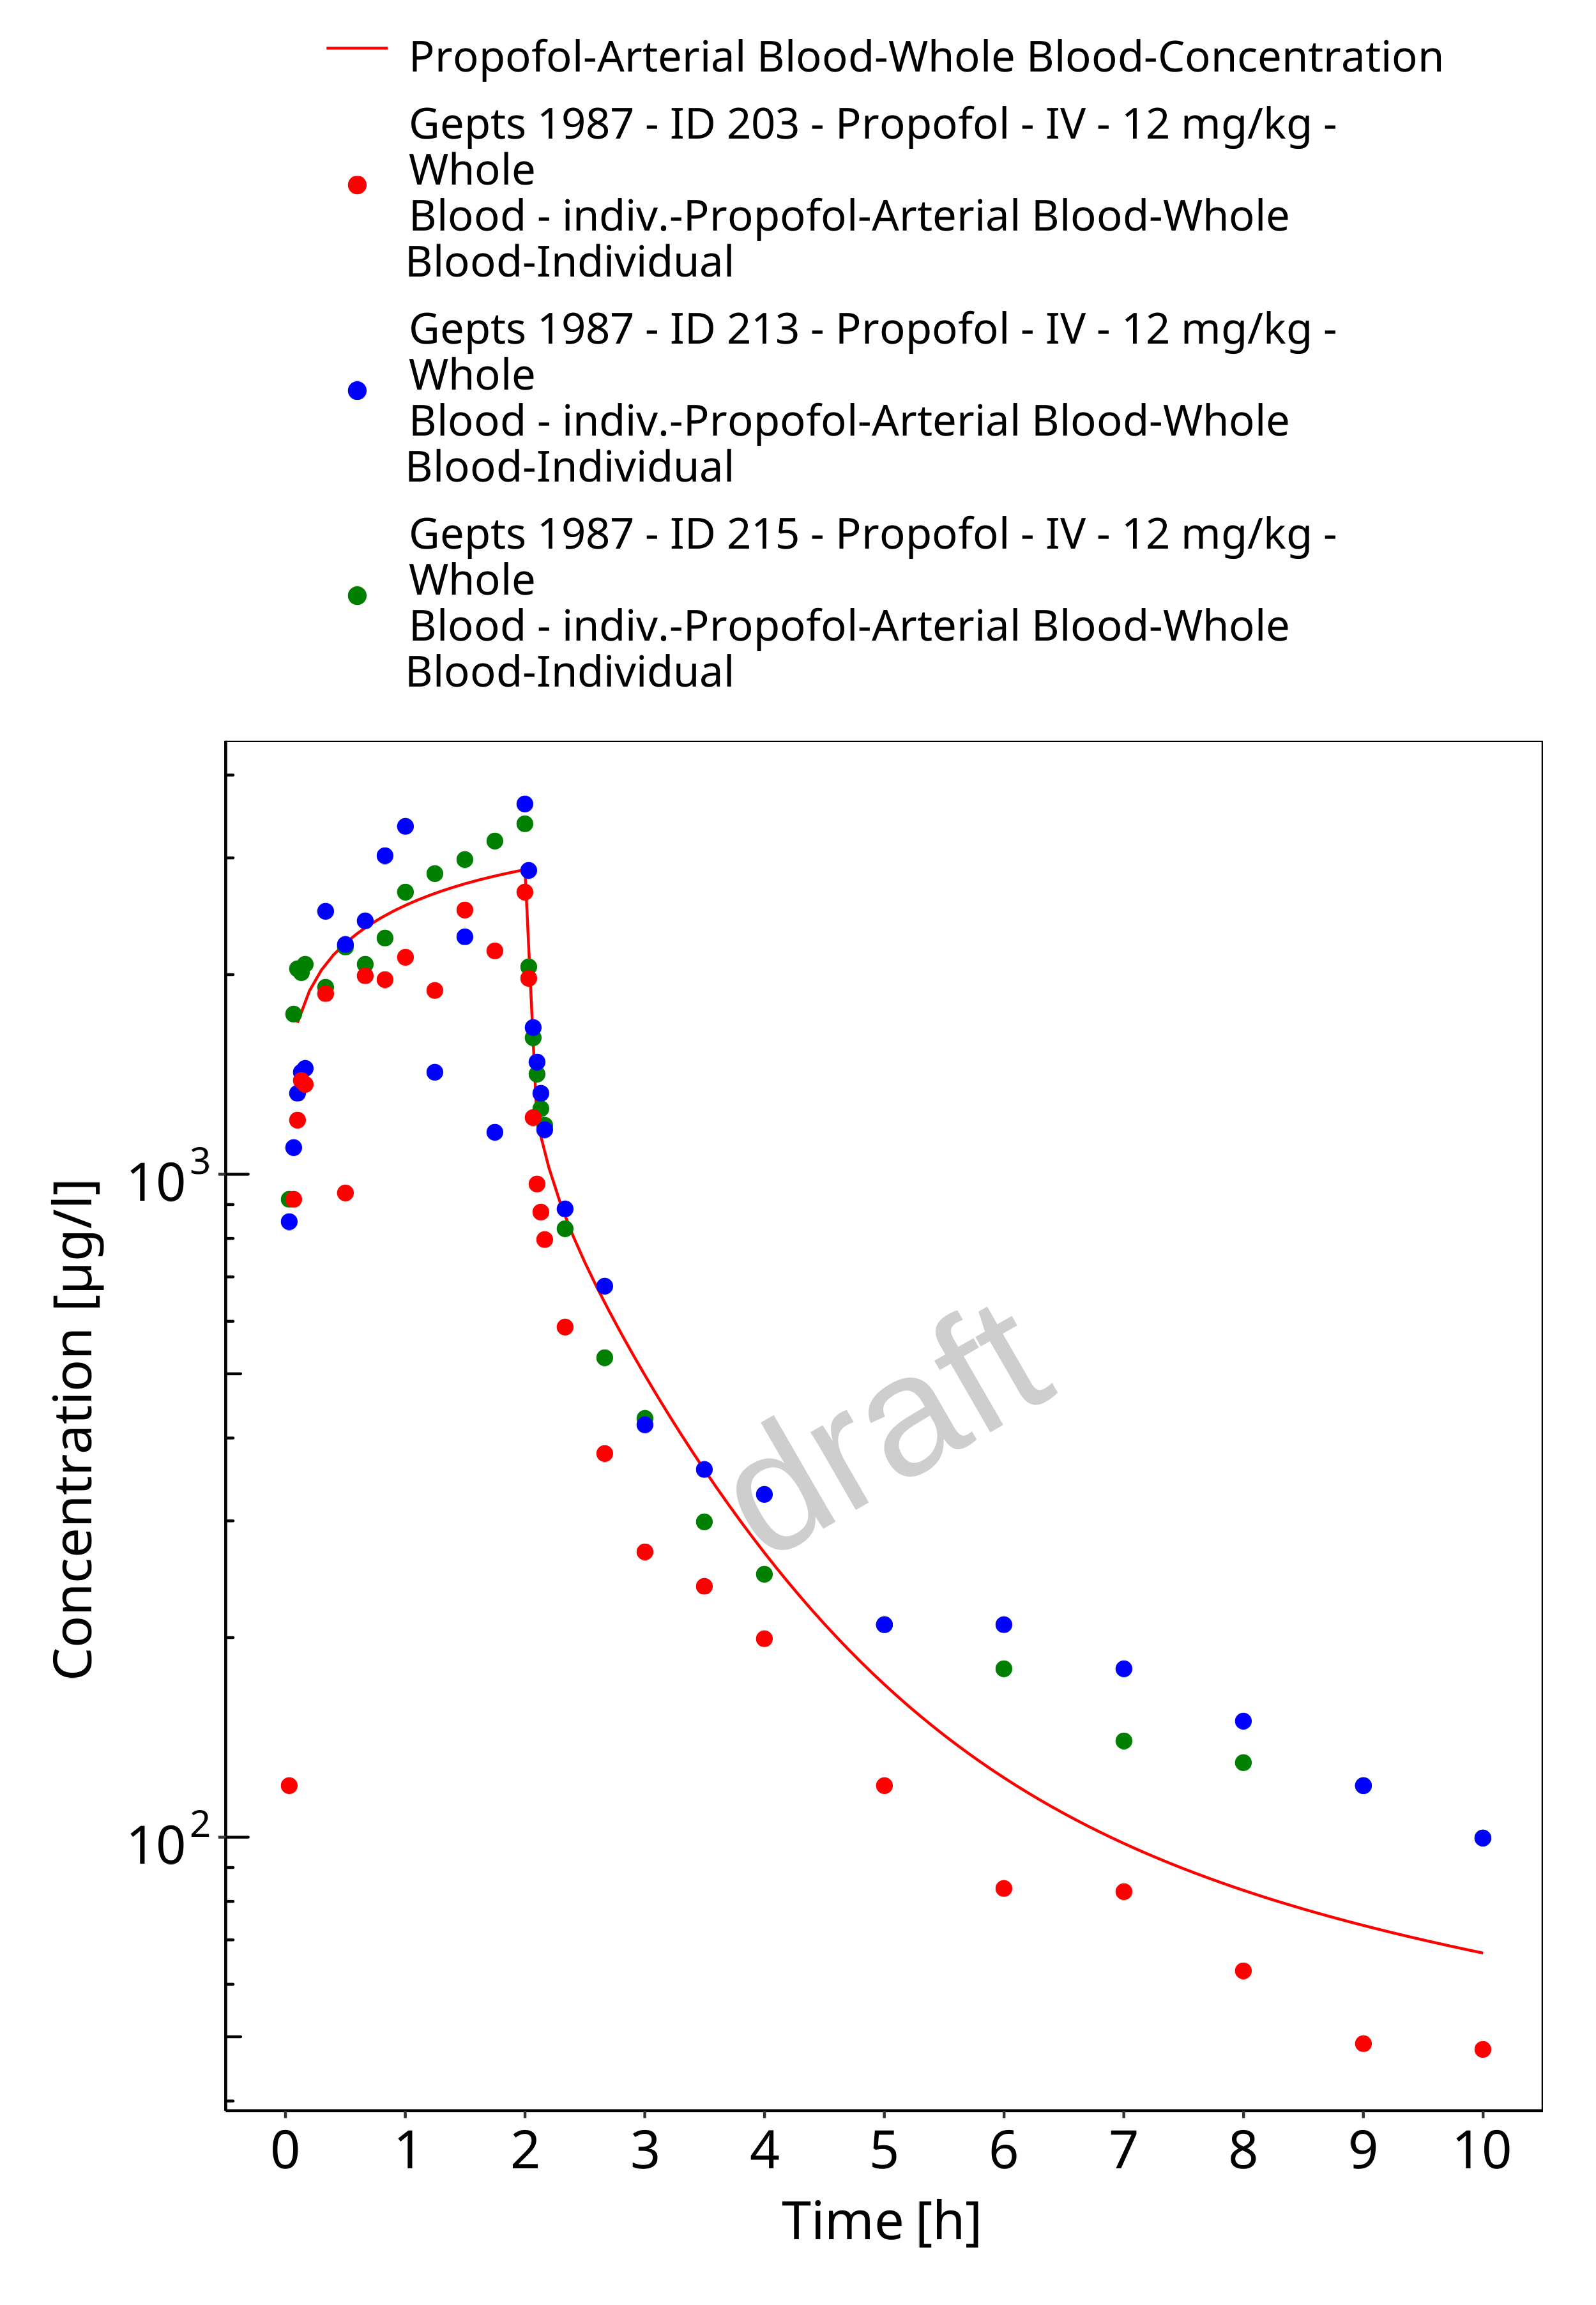 Propofol-Arterial Blood-Whole Blood-Concentration
Gepts 1987 - ID 203 - Propofol - IV - 12 mg/kg -
Whole
Blood - indiv.-Propofol-Arterial Blood-Whole
Blood-Individual
Gepts 1987 - ID 213 - Propofol - IV - 12 mg/kg -
Whole
Blood - indiv.-Propofol-Arterial Blood-Whole
Blood-Individual
Gepts 1987 - ID 215 - Propofol - IV - 12 mg/kg -
Whole
Blood - indiv.-Propofol-Arterial Blood-Whole
Blood-Individual
Concentration [µg/l]
10³
10²
draft
0 1 2 3 4 5 6 7 8 9 10
Time [h]